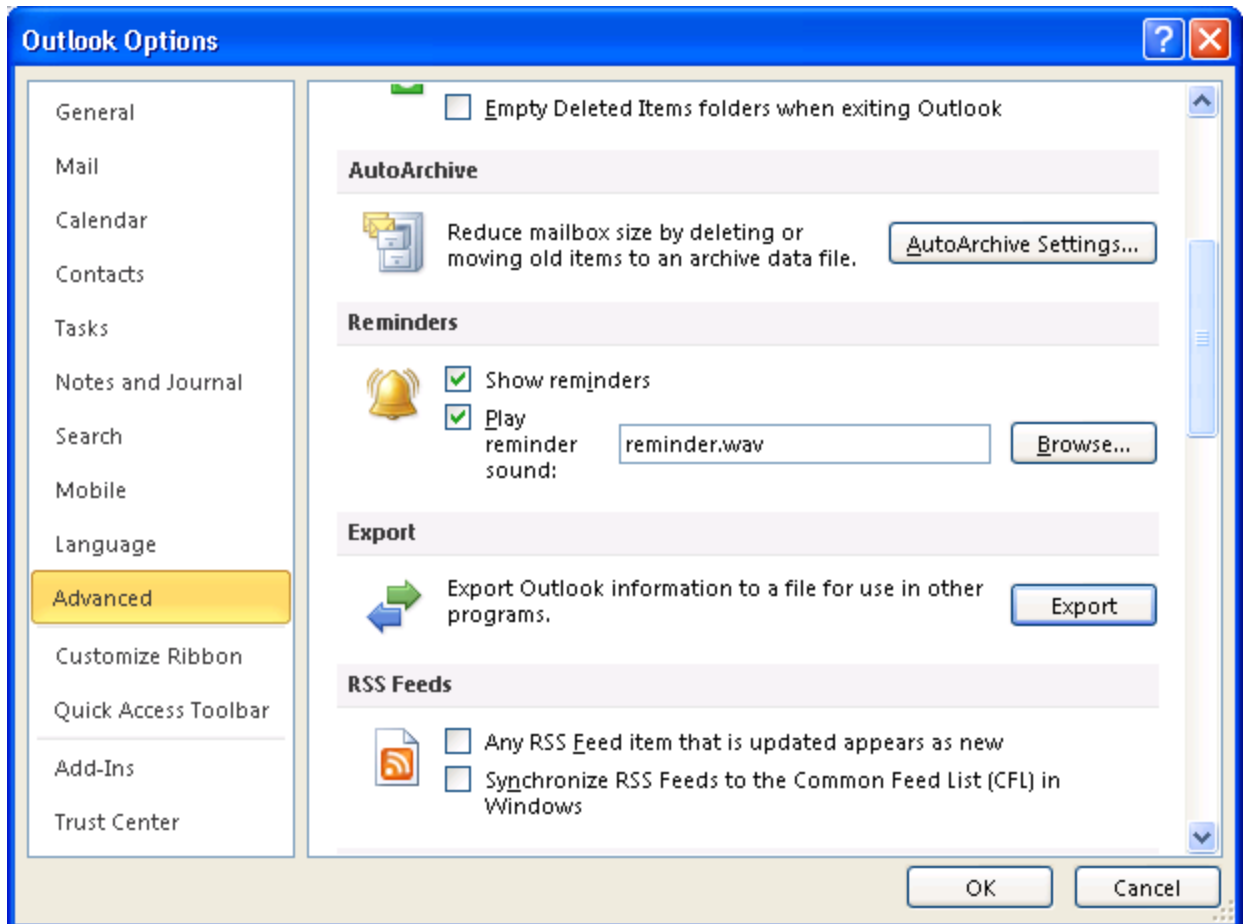 Outlook Options
General
Mail
Calendar
Contacts
Tasks
Notes and Journal
Search
Mobile
Language
Advanced
Customize Ribbon
Quick Access Toolbar
Add-Ins
Trust Center
Empty Deleted Items folders when exiting Outlook
AutoArchive
Reduce mailbox size by deleting or
moving old items to an archive data file.
AutoArchive Settings...
Reminders
Show reminders
Play
reminder
sound:
reminder.wav
Browse...
Export
Export Outlook information to a file for use in other
programs.
Export
RSS Feeds
Any RSS Feed item that is updated appears as new
Synchronize RSS Feeds to the Common Feed List (CFL) in
Windows
OK
Cancel